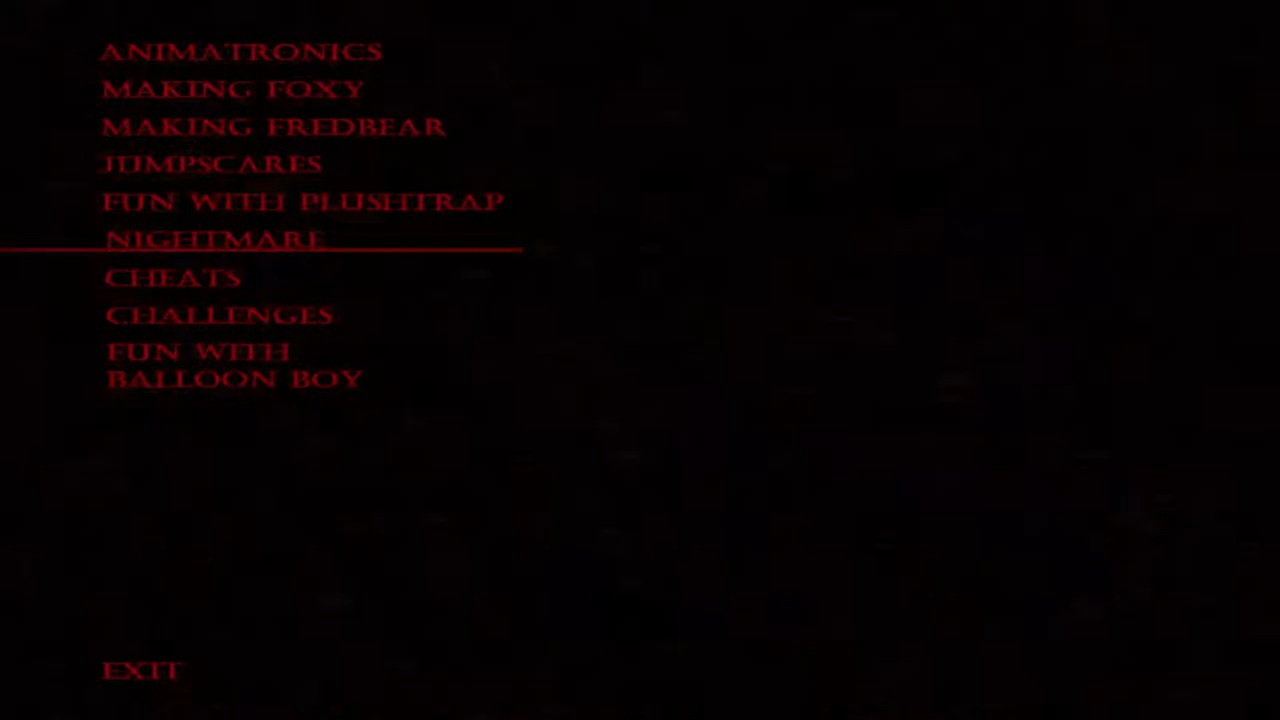 ANIMATRONICS
MAKING FOXY
MAKING FREDBEAR
JUMPSCARES
FUN WITH PLUSHTRAP
NIGHTMARE
CHEATS
CHALLENGES
FUN WITH
BALLOON BOY
EXIT